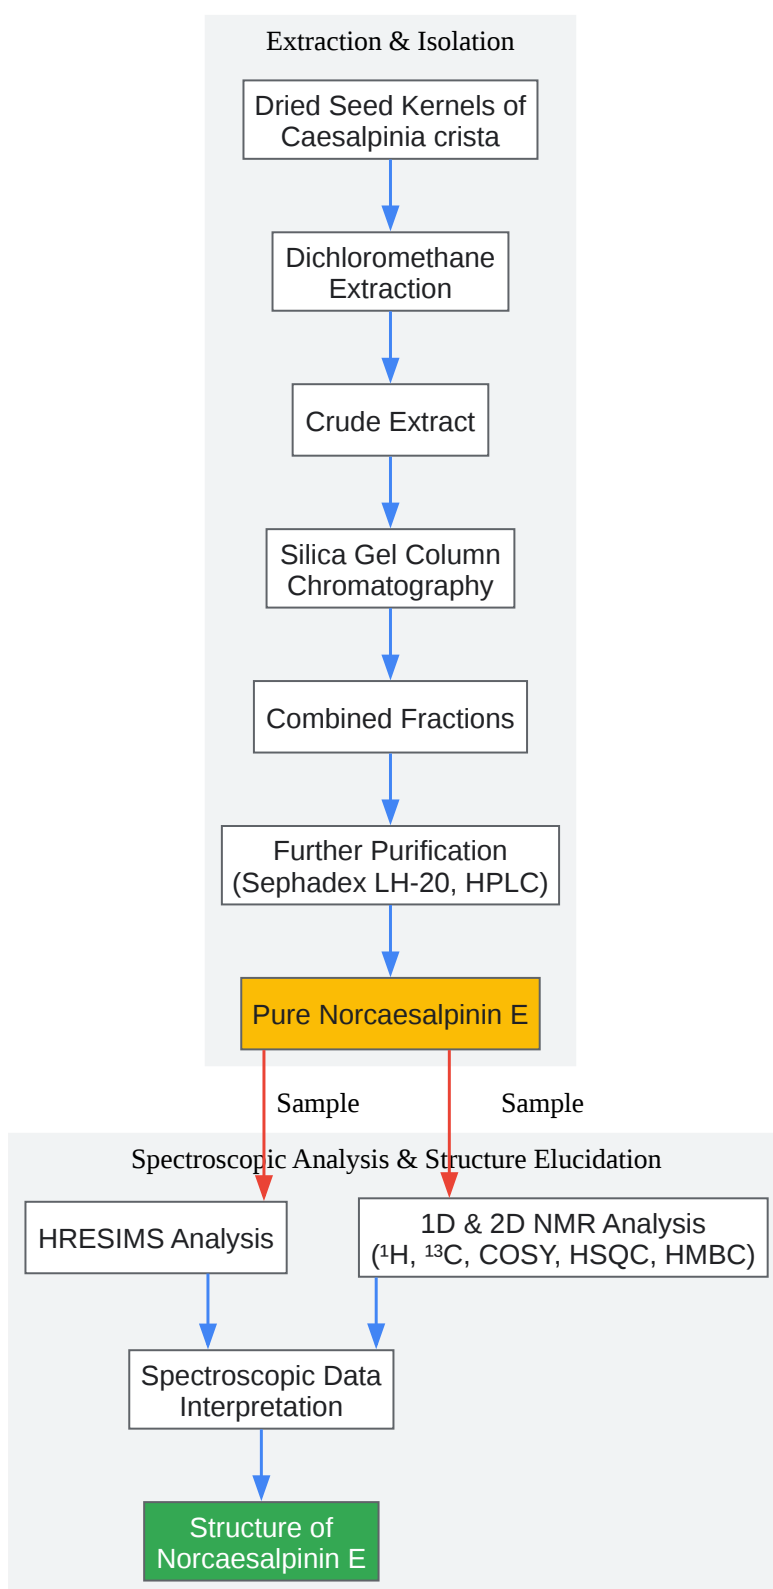 Extraction & Isolation
Dried Seed Kernels of
Caesalpinia crista
Dichloromethane
Extraction
Crude Extract
Silica Gel Column
Chromatography
Combined Fractions
Further Purification
(Sephadex LH-20, HPLC)
Pure Norcaesalpinin E
Sample
Sample
Spectroscopic Analysis & Structure Elucidation
HRESIMS Analysis
1D & 2D NMR Analysis
(¹H, ¹³C, COSY, HSQC, HMBC)
Spectroscopic Data
Interpretation
Structure of
Norcaesalpinin E